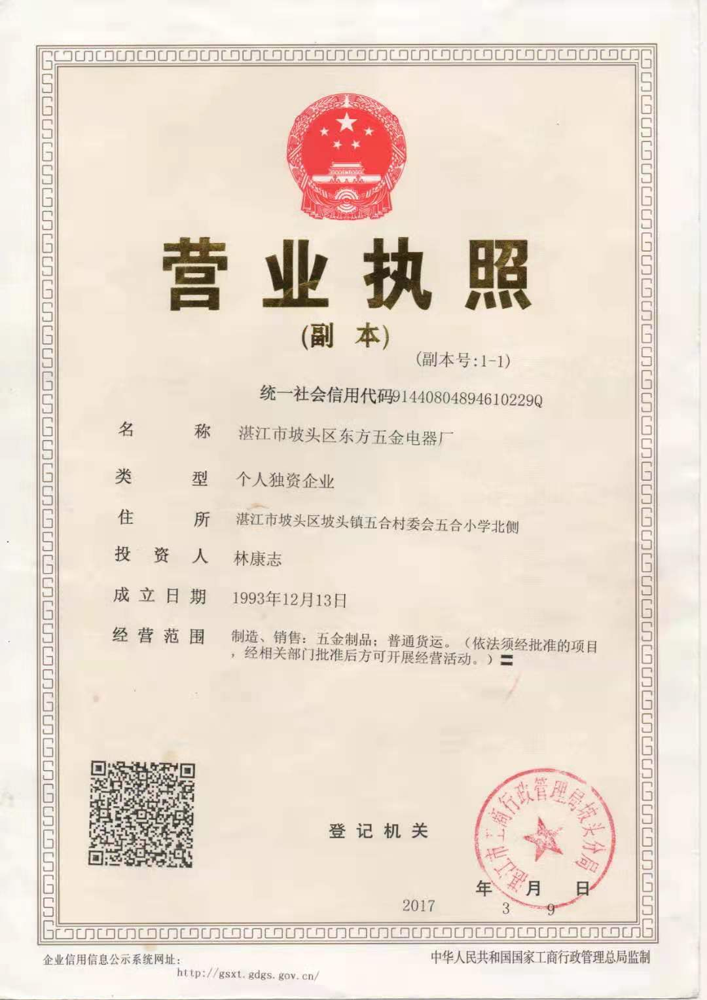 营业执照
(副 本)
(副本号:1-1)
统一社会信用代码91440804894610229Q
名 称 湛江市坡头区东方五金电器厂
类 型 个人独资企业
住 所 湛江市坡头区坡头镇五合村委会五合小学北侧
投 资 人 林康志
成 立 日 期 1993年12月13日
经 营 范 围 制造、销售：五金制品；普通货运。（依法须经批准的项目
，经相关部门批准后方可开展经营活动。）
湛江市工商行政管理局坡头分局
登 记 机 关
年 月 日
2017 3 9
企业信用信息公示系统网址:
http://gsxt.gdgs.gov.cn/
中华人民共和国国家工商行政管理总局监制